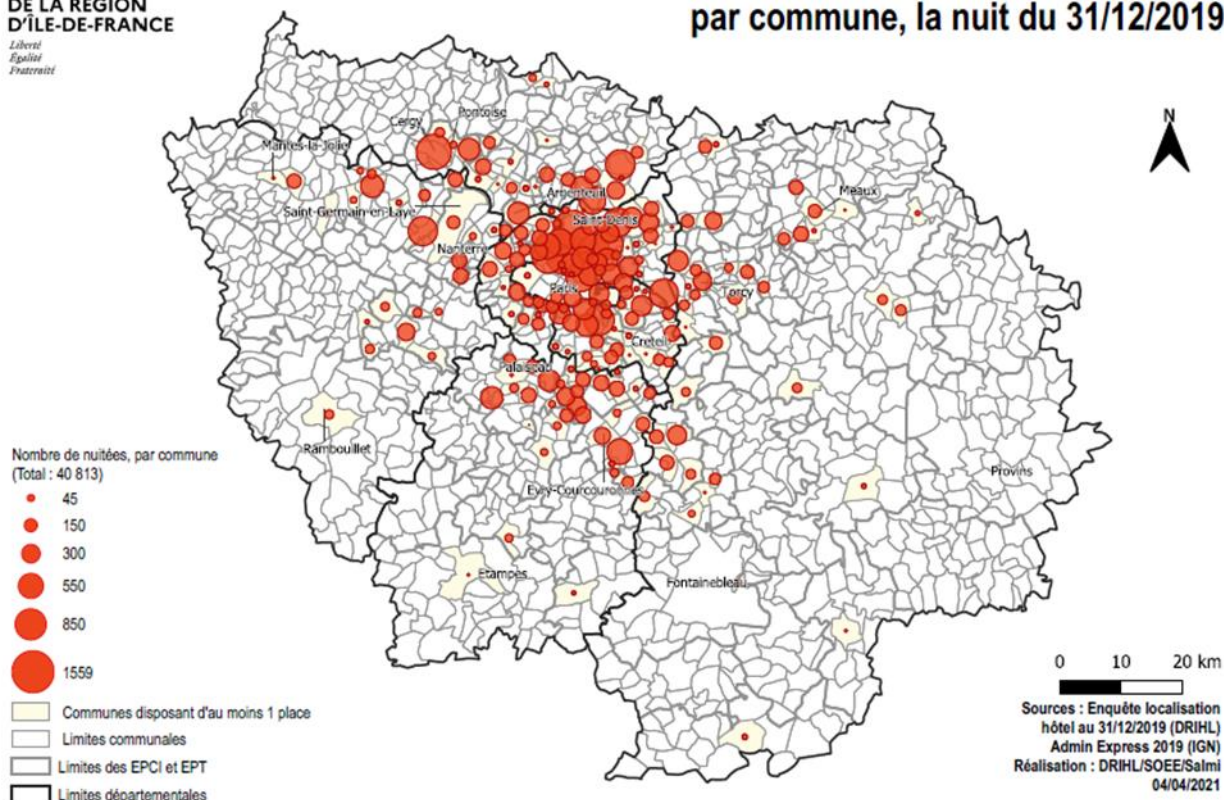 DE LA RÉGION
D'ÎLE-DE-FRANCE
Liberté
Égalité
Fraternité
par commune, la nuit du 31/12/2019
N
Pontoise
Cergy
Mantes-la-Jolie
Argenteuil
Meaux
Saint-Germain-en-Laye
Saint-Denis
Nanterre
Paris
Torcy
Créteil
Palaiseau
Rambouillet
Provins
Evry-Courcouronnes
Etampes
Fontainebleau
Nombre de nuitées, par commune
(Total : 40 813)
45
150
300
550
850
1559
Communes disposant d'au moins 1 place
Limites communales
Limites des EPCI et EPT
Limites départementales
0 10 20 km
Sources : Enquête localisation
hôtel au 31/12/2019 (DRIHL)
Admin Express 2019 (IGN)
Réalisation : DRIHL/SOEE/Salmi
04/04/2021